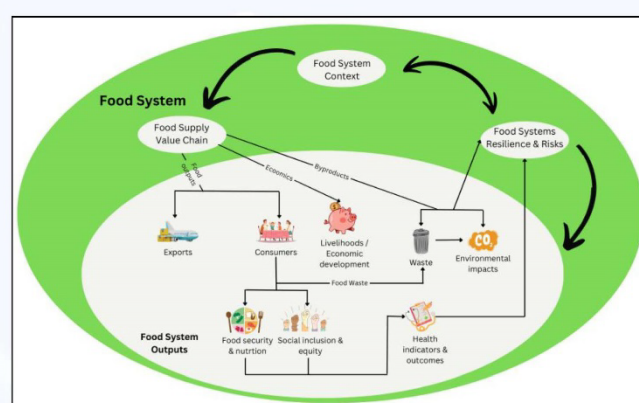 Food System
Context
Food System
Food Supply
Value Chain
Food Systems
Resilience & Risks
Food
outputs
Economics
Byproducts
Exports
Consumers
Livelihoods /
Economic
development
Waste
CO₂
Environmental
impacts
Food Waste
Food System
Outputs
Food security
& nutrtion
Social inclusion &
equity
Health
indicators &
outcomes